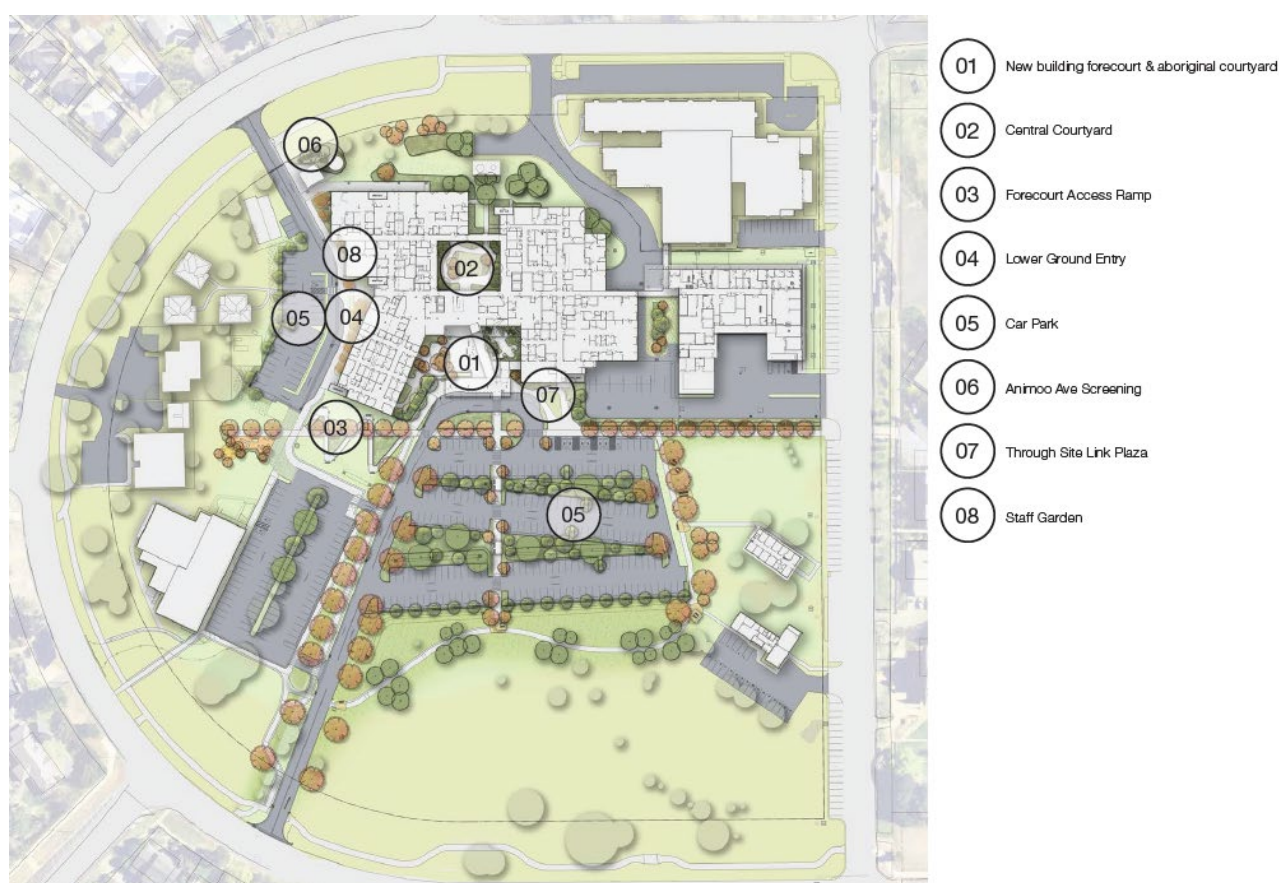 01 New building forecourt & aboriginal courtyard
02 Central Courtyard
03 Forecourt Access Ramp
04 Lower Ground Entry
05 Car Park
06 Animoo Ave Screening
07 Through Site Link Plaza
08 Staff Garden
06
08
02
05
04
01
07
03
05